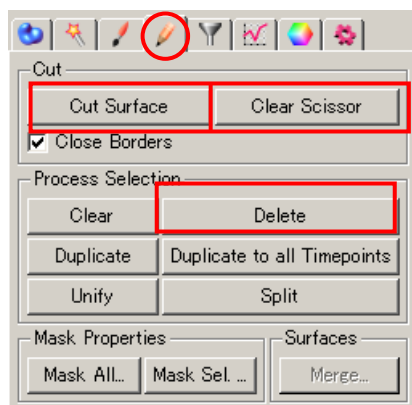 Cut
Cut Surface Clear Scissor
Close Borders
Process Selection
Clear Delete
Duplicate Duplicate to all Timepoints
Unify Split
Mask Properties Surfaces
Mask All... Mask Sel. ... Merge...